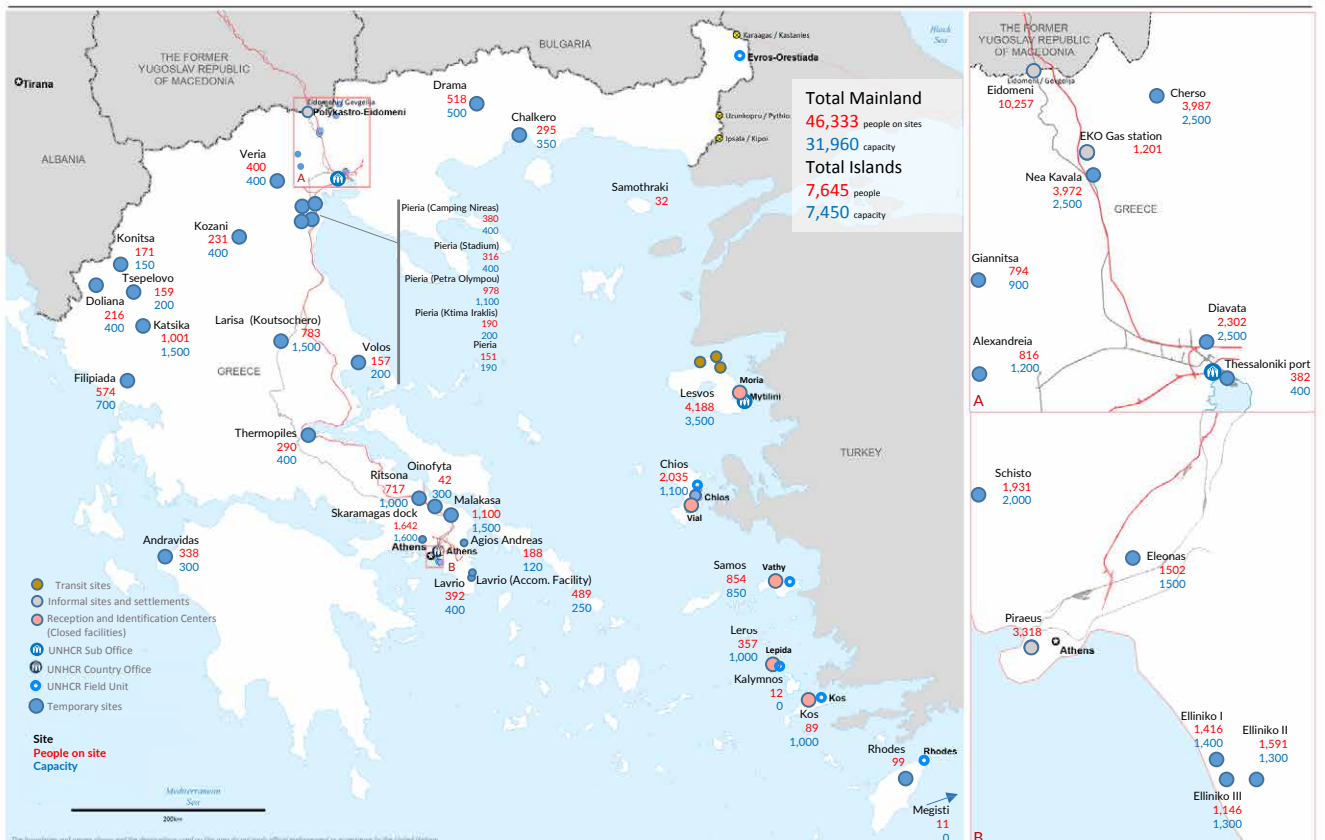 THE FORMER
YUGOSLAV REPUBLIC
OF MACEDONIA
BULGARIA
Black
Sea
Tirana
ALBANIA
GREECE
TURKEY
Karaagas / Kastanies
Evros-Orestiada
Uzunkopru / Pythio
Ipsala / Kipoi
Total Mainland
46,333 people on sites
31,960 capacity
Total Islands
7,645 people
7,450 capacity
Eidomeni / Gevgelija
Polykastro-Eidomeni
A
Drama
518
500
Chalkero
295
350
Veria
400
400
Samothraki
32
Kozani
231
400
Konitsa
171
150
Tsepelovo
159
200
Doliana
216
400
Katsika
1,001
1,500
Filipiada
574
700
Larisa (Koutsochero)
783
1,500
Volos
157
200
Pieria (Camping Nireas)
380
400
Pieria (Stadium)
316
400
Pieria (Petra Olympou)
978
1,100
Pieria (Ktima Iraklis)
190
200
Pieria
151
190
Thermopiles
290
400
Ritsona
717
1,000
Oinofyta
42
300
Malakasa
1,100
1,500
Skaramagas dock
1,642
1,600
Athens
Athens
B
Agios Andreas
188
120
Lavrio
392
400
Lavrio (Accom. Facility)
489
250
Andravidas
338
300
Moria
Mytilini
Lesvos
4,188
3,500
Chios
2,035
1,100
Chios
Vial
Samos
854
850
Vathy
Leros
357
1,000
Lepida
Kalymnos
12
0
Kos
Kos
89
1,000
Rhodes
99
Rhodes
Megisti
11
0
Transit sites
Informal sites and settlements
Reception and Identification Centers
(Closed facilities)
UNHCR Sub Office
UNHCR Country Office
UNHCR Field Unit
Temporary sites
Site
People on site
Capacity
Mediterranean
Sea
200km
THE FORMER
YUGOSLAV REPUBLIC
OF MACEDONIA
Eidomeni / Gevgelija
Eidomeni
10,257
Cherso
3,987
2,500
EKO Gas station
1,201
Nea Kavala
3,972
2,500
GREECE
Giannitsa
794
900
Diavata
2,302
2,500
Alexandreia
816
1,200
Thessaloniki port
382
400
A
Schisto
1,931
2,000
Eleonas
1502
1500
Piraeus
3,318
Athens
Elliniko I
1,416
1,400
Elliniko II
1,591
1,300
Elliniko III
1,146
1,300
B